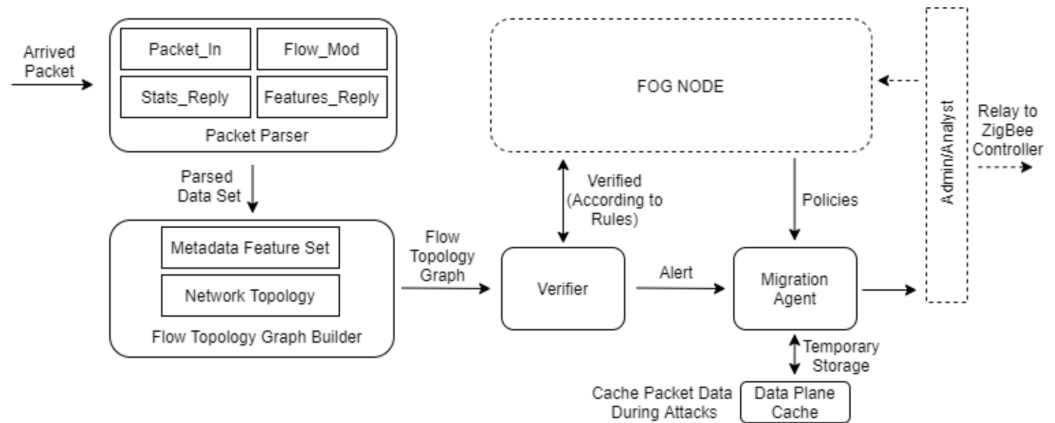 Arrived
Packet
Packet_In
Flow_Mod
Stats_Reply
Features_Reply
Packet Parser
Parsed
Data Set
Metadata Feature Set
Network Topology
Flow Topology Graph Builder
Flow
Topology
Graph
FOG NODE
Verified
(According to
Rules)
Verifier
Alert
Policies
Migration
Agent
Temporary
Storage
Cache Packet Data
During Attacks
Data Plane
Cache
Admin/Analyst
Relay to
ZigBee
Controller